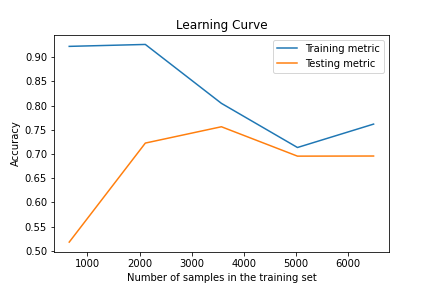 Learning Curve
Training metric
Testing metric
0.90
0.85
0.80
0.75
0.70
0.65
0.60
0.55
0.50
Accuracy
1000 2000 3000 4000 5000 6000
Number of samples in the training set